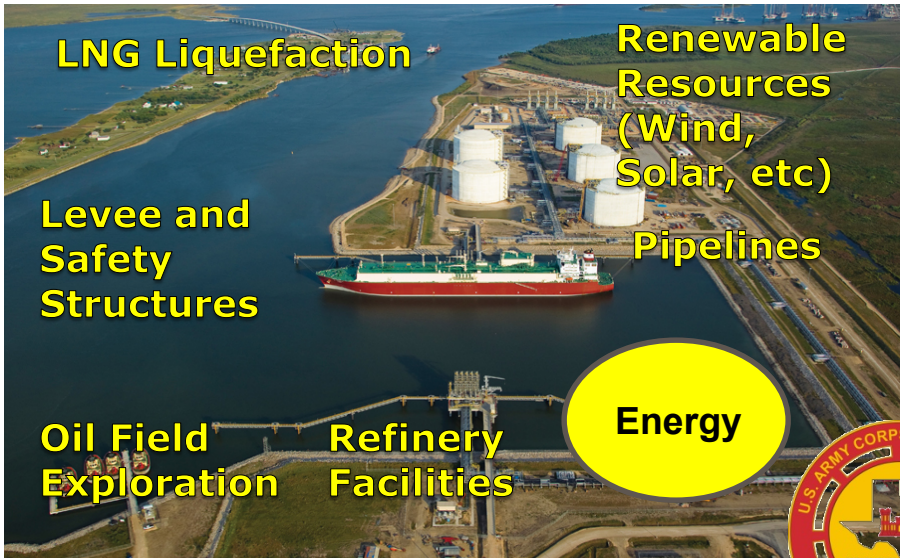 LNG Liquefaction
Renewable
Resources
(Wind,
Solar, etc)
Levee and
Safety
Structures
Pipelines
Energy
Oil Field
Exploration
Refinery
Facilities
U.S. ARMY CORPS